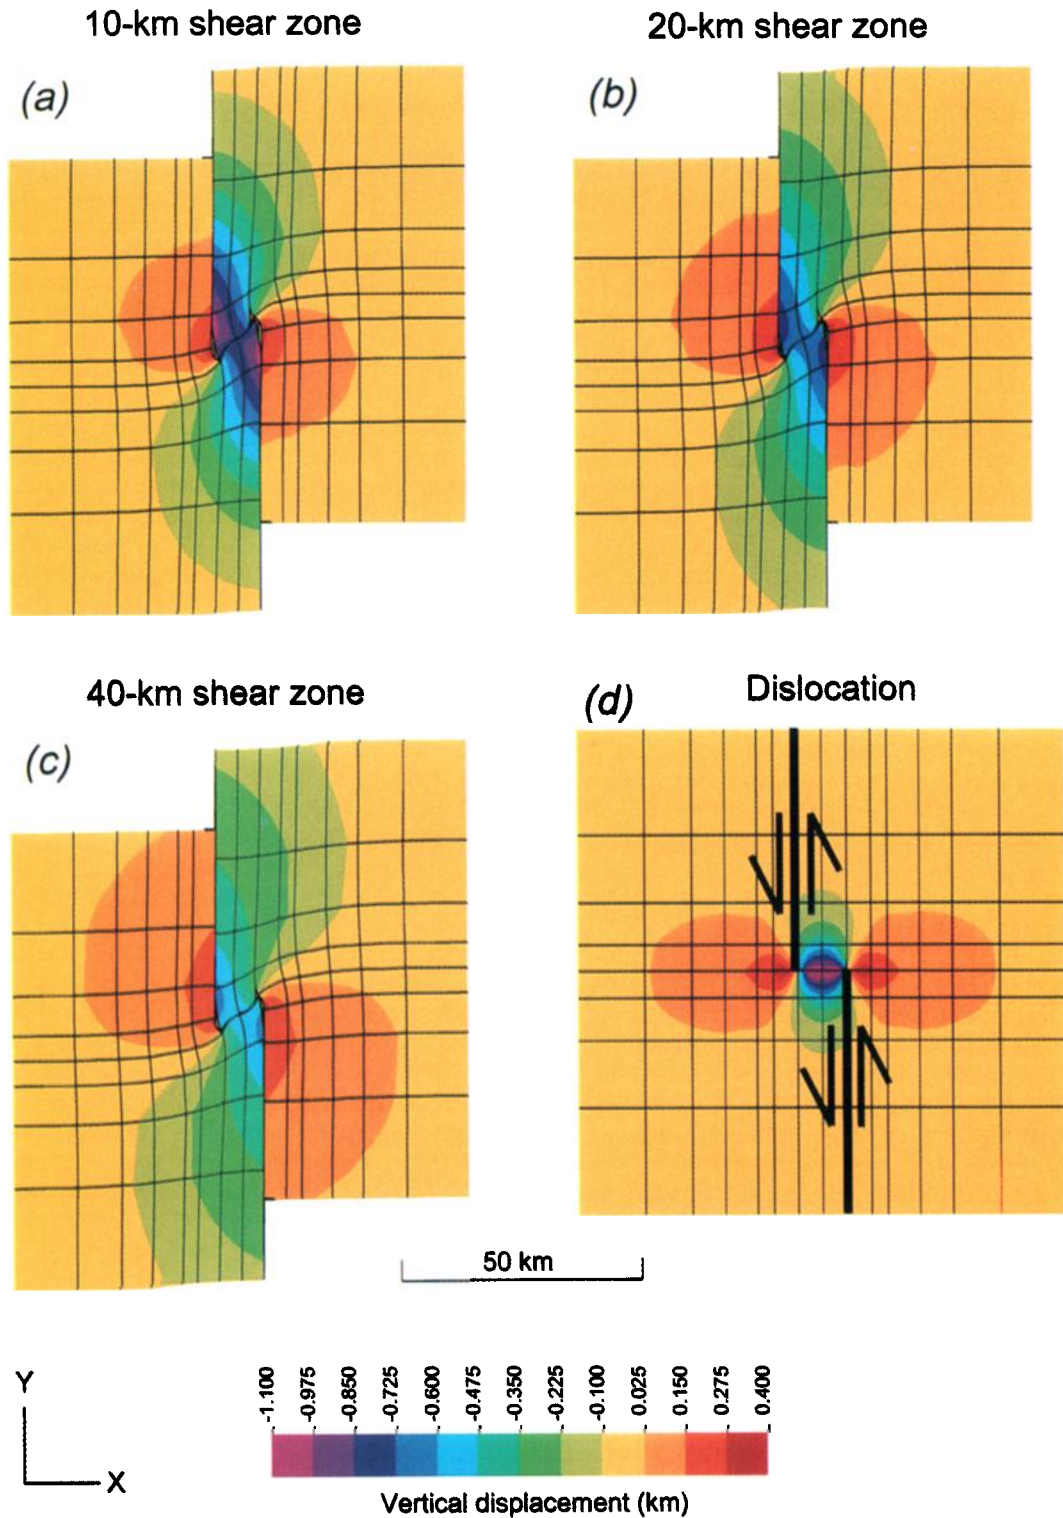 10-km shear zone
20-km shear zone
(a)
(b)
40-km shear zone
Dislocation
(c)
(d)
50 km
Y
X
-1.100
-0.975
-0.850
-0.725
-0.600
-0.475
-0.350
-0.225
-0.100
0.025
0.150
0.275
0.400
Vertical displacement (km)